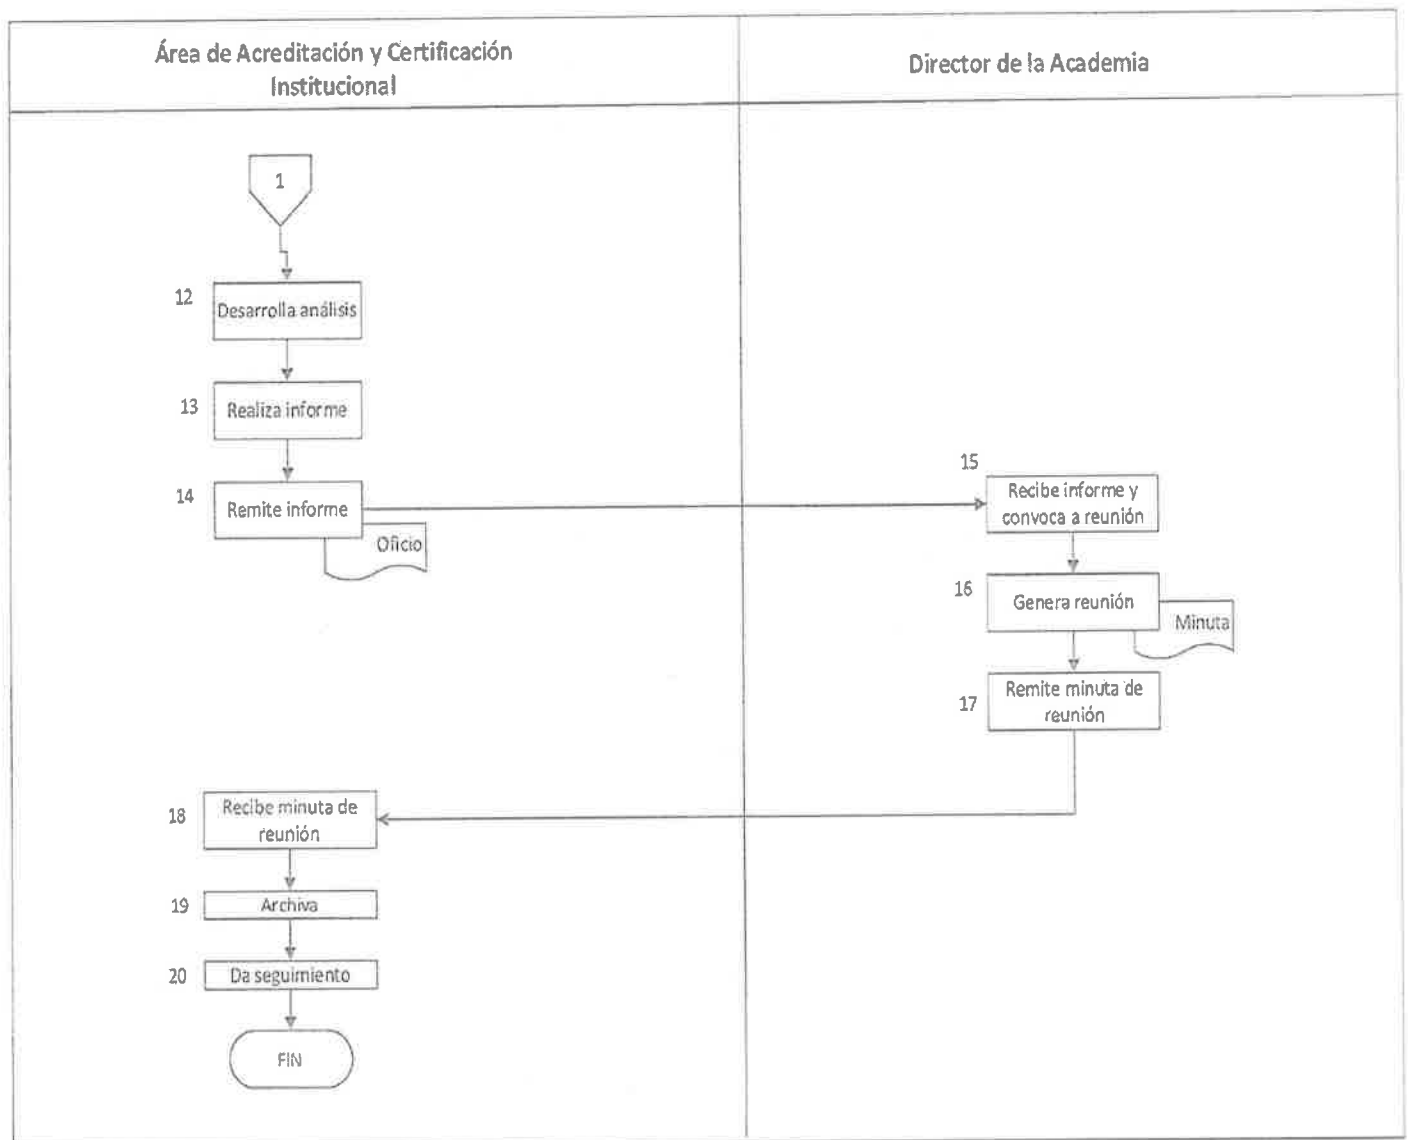 Área de Acreditación y Certificación
Institucional
Director de la Academia
1
12
Desarrolla análisis
13
Realiza informe
14
Remite informe
Oficio
15
Recibe informe y
convoca a reunión
16
Genera reunión
Minuta
17
Remite minuta de
reunión
18
Recibe minuta de
reunión
19
Archiva
20
Da seguimiento
FIN